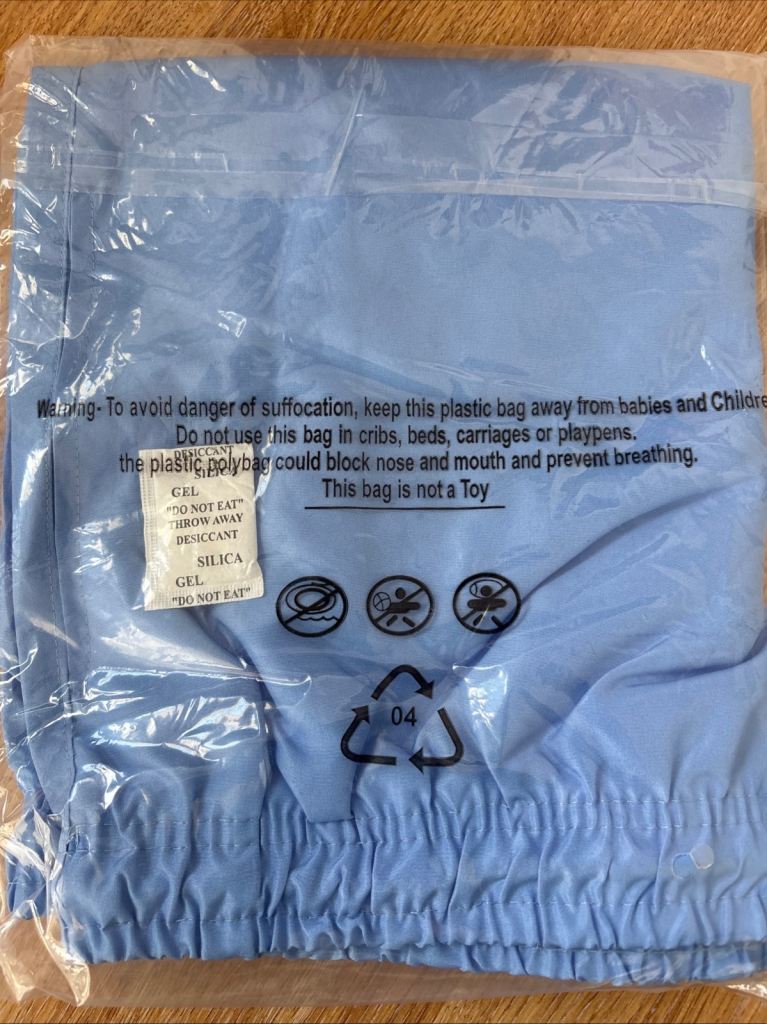 Warning- To avoid danger of suffocation, keep this plastic bag away from babies and Childre
Do not use this bag in cribs, beds, carriages or playpens.
the plastic polybag could block nose and mouth and prevent breathing.
This bag is not a Toy
DESICCANT
SILICA
GEL
"DO NOT EAT"
THROW AWAY
DESICCANT
SILICA
GEL
"DO NOT EAT"
04